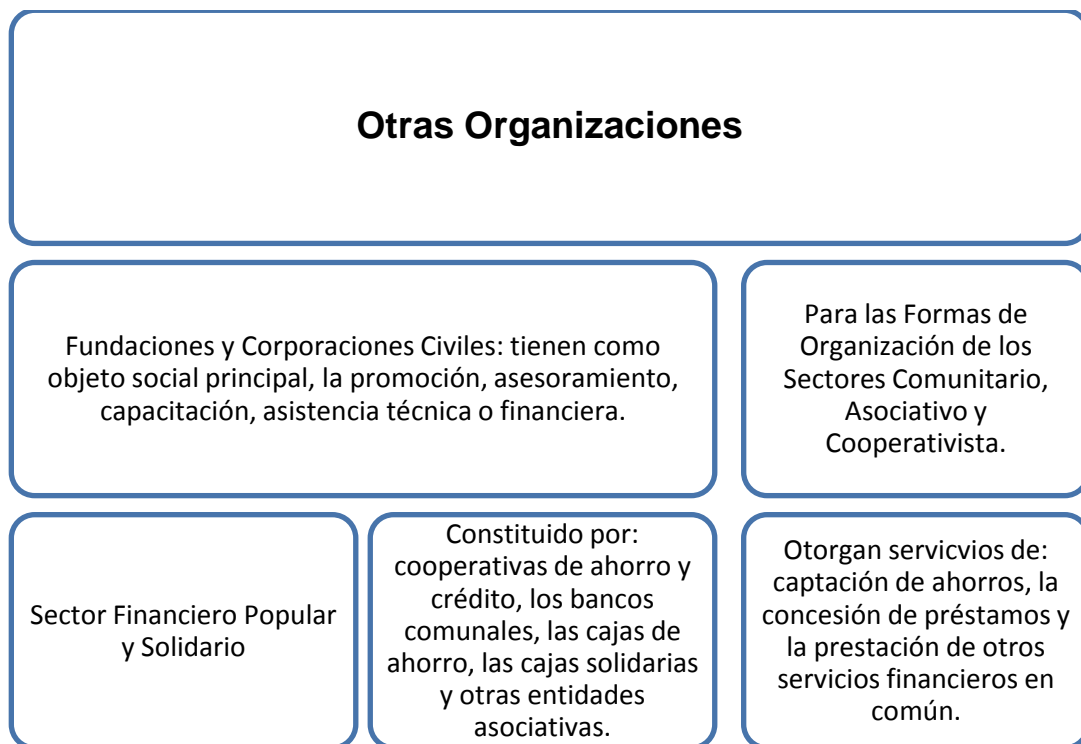 Otras Organizaciones
Fundaciones y Corporaciones Civiles: tienen como
objeto social principal, la promoción, asesoramiento,
capacitación, asistencia técnica o financiera.
Para las Formas de
Organización de los
Sectores Comunitario,
Asociativo y
Cooperativista.
Sector Financiero Popular
y Solidario
Constituido por:
cooperativas de ahorro y
crédito, los bancos
comunales, las cajas de
ahorro, las cajas solidarias
y otras entidades
asociativas.
Otorgan servicvios de:
captación de ahorros, la
concesión de préstamos y
la prestación de otros
servicios financieros en
común.